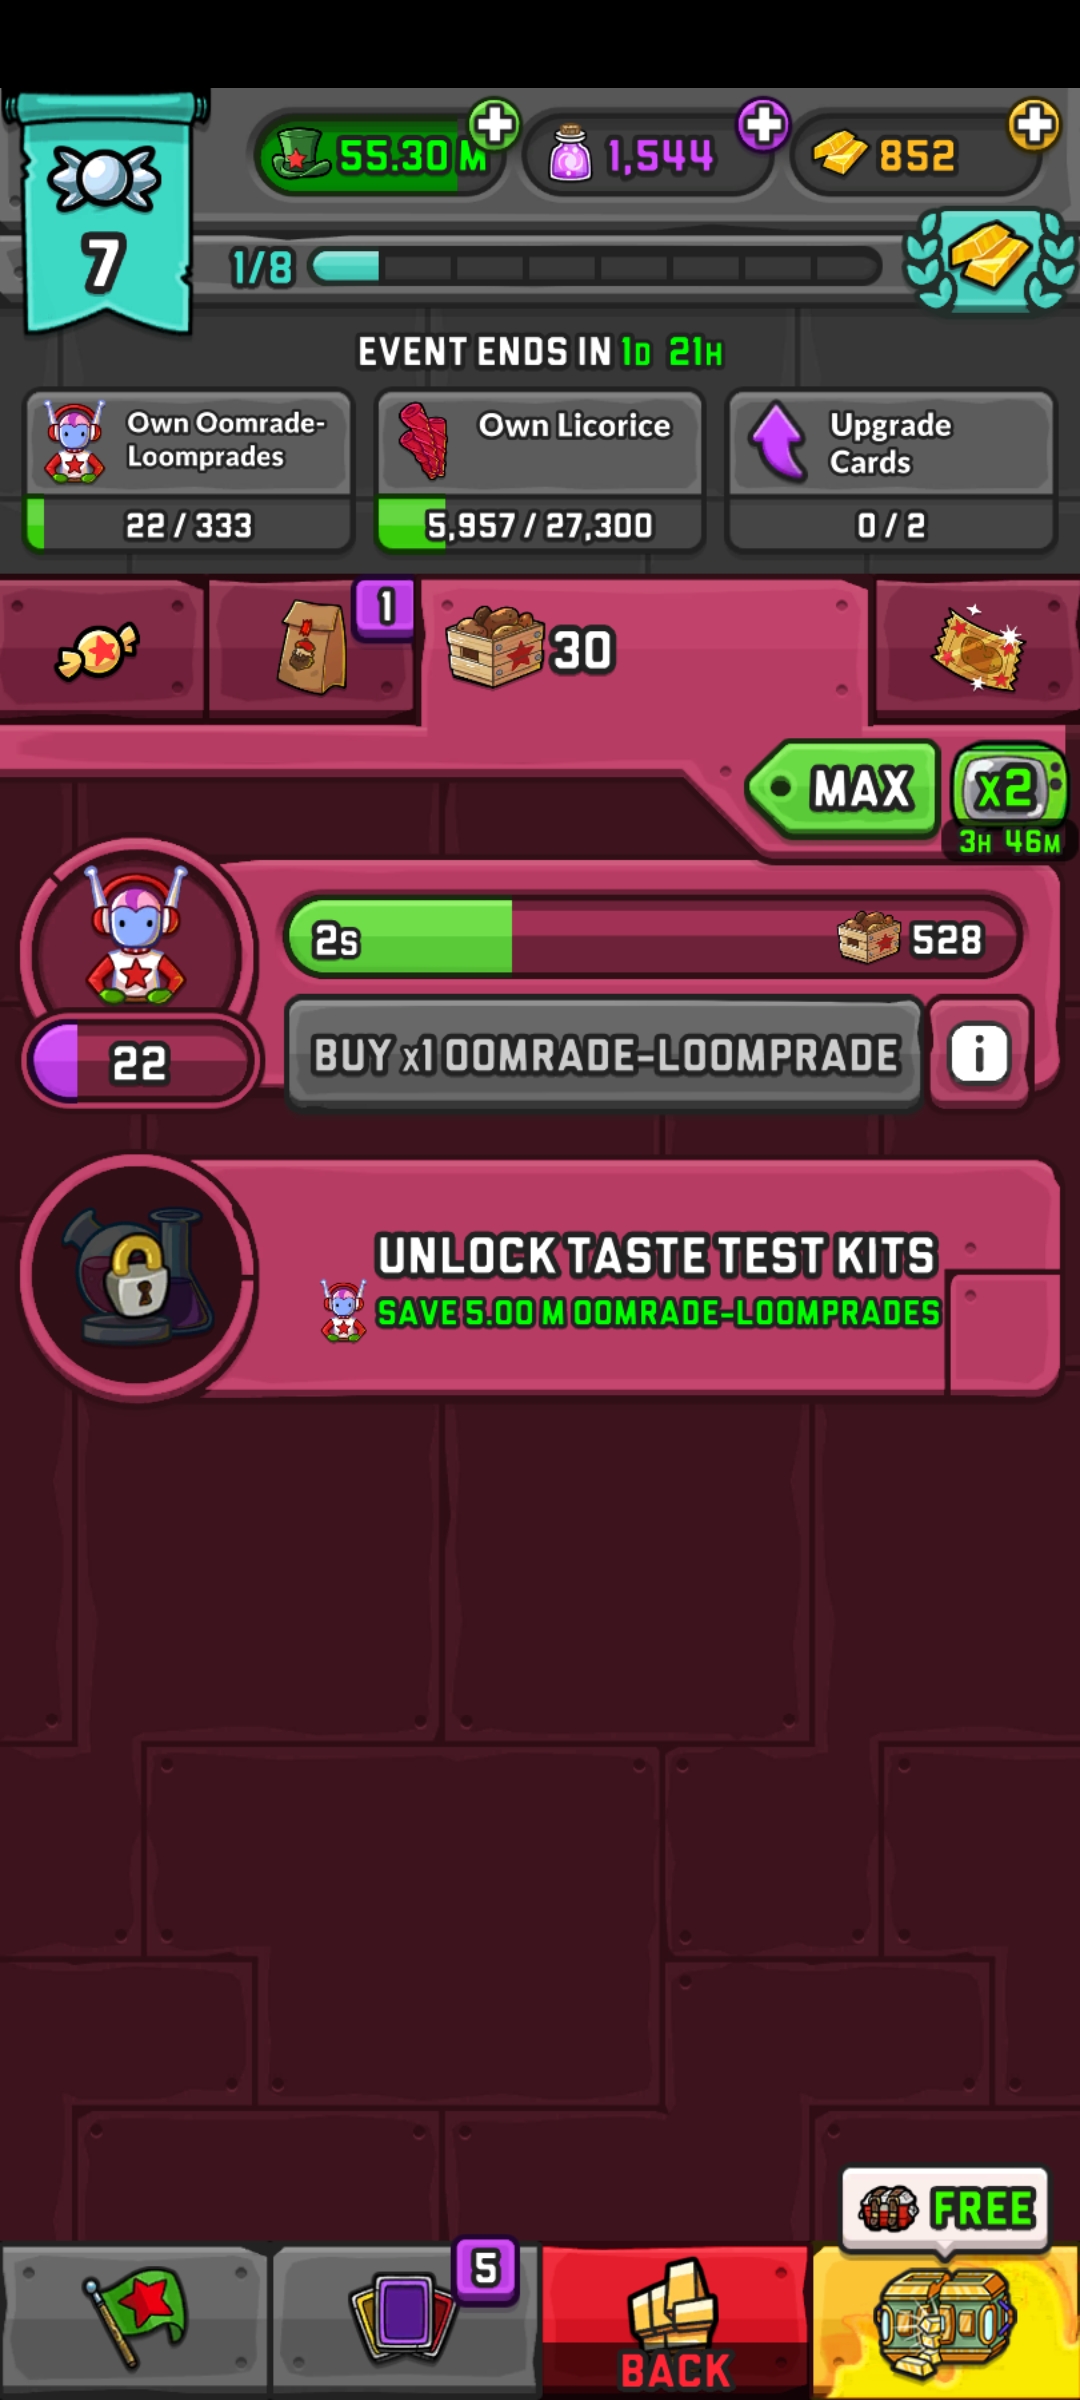 55.30 M
1,544
852
7
1/8
EVENT ENDS IN 1D 21H
Own Oomrade-
Loomprades
22 / 333
Own Licorice
5,957 / 27,300
Upgrade
Cards
0 / 2
1
30
MAX
x2
3H 46M
2s
528
22
BUY x1 OOMRADE-LOOMPRADE
i
UNLOCK TASTE TEST KITS
SAVE 5.00 M OOMRADE-LOOMPRADES
FREE
5
BACK